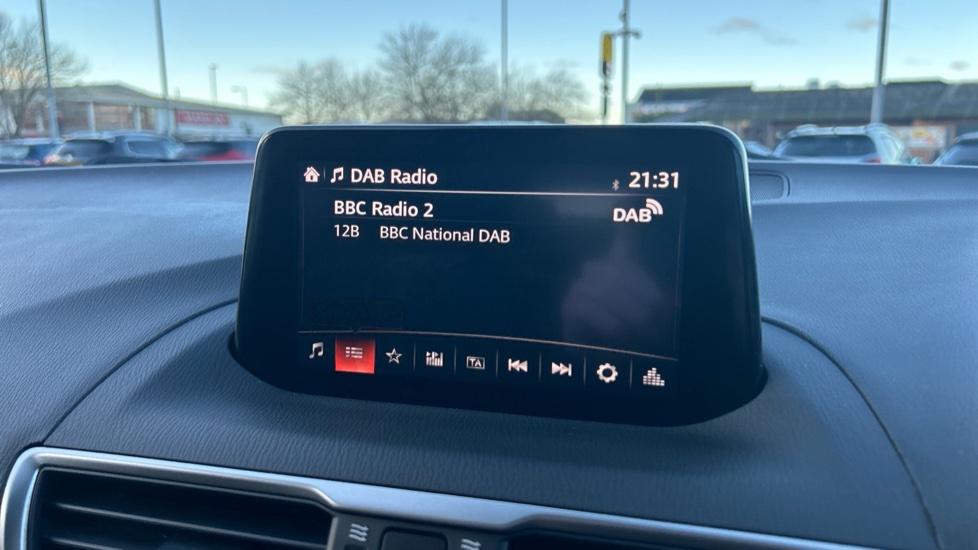 DAB Radio 21:31
BBC Radio 2 DAB
12B BBC National DAB
TA